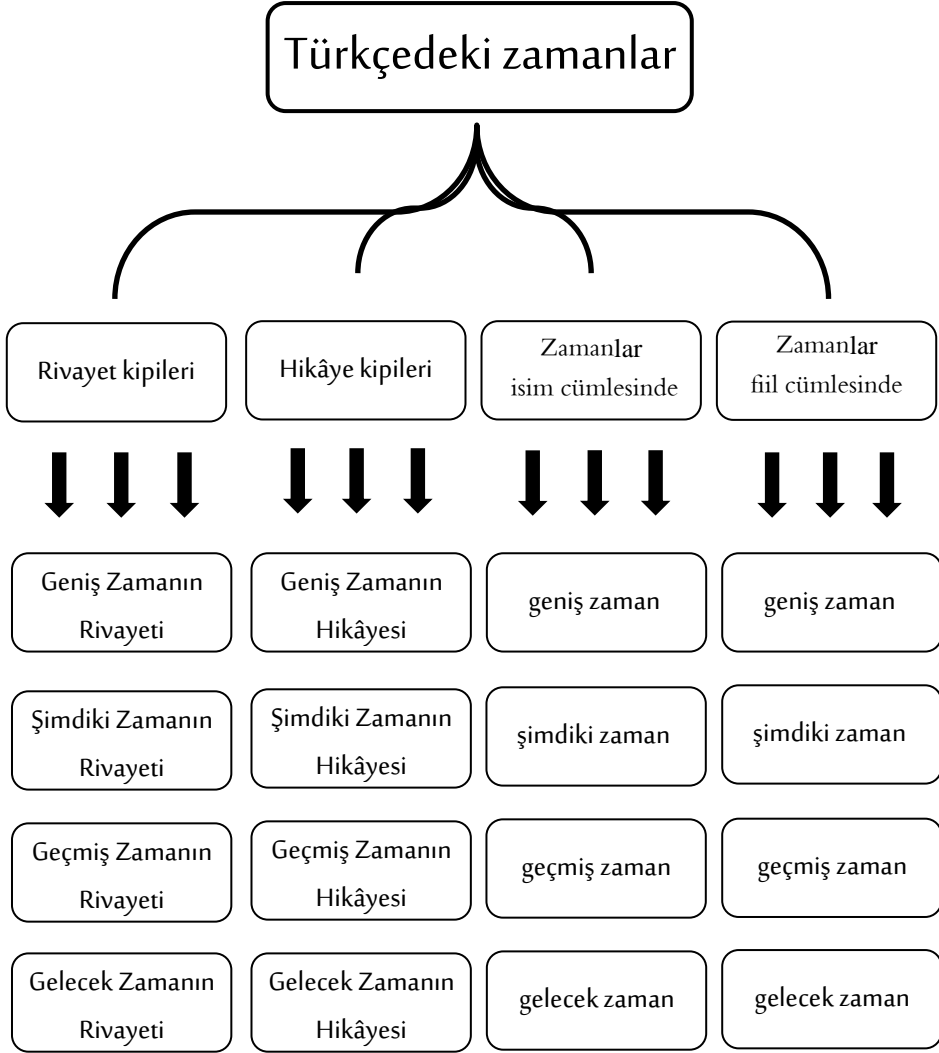 Türkçedeki zamanlar
Rivayet kipileri
Hikâye kipileri
Zamanlar
isim cümlesinde
Zamanlar
fiil cümlesinde
Geniş Zamanın
Rivayeti
Geniş Zamanın
Hikâyesi
geniş zaman
geniş zaman
Şimdiki Zamanın
Rivayeti
Şimdiki Zamanın
Hikâyesi
şimdiki zaman
şimdiki zaman
Geçmiş Zamanın
Rivayeti
Geçmiş Zamanın
Hikâyesi
geçmiş zaman
geçmiş zaman
Gelecek Zamanın
Rivayeti
Gelecek Zamanın
Hikâyesi
gelecek zaman
gelecek zaman